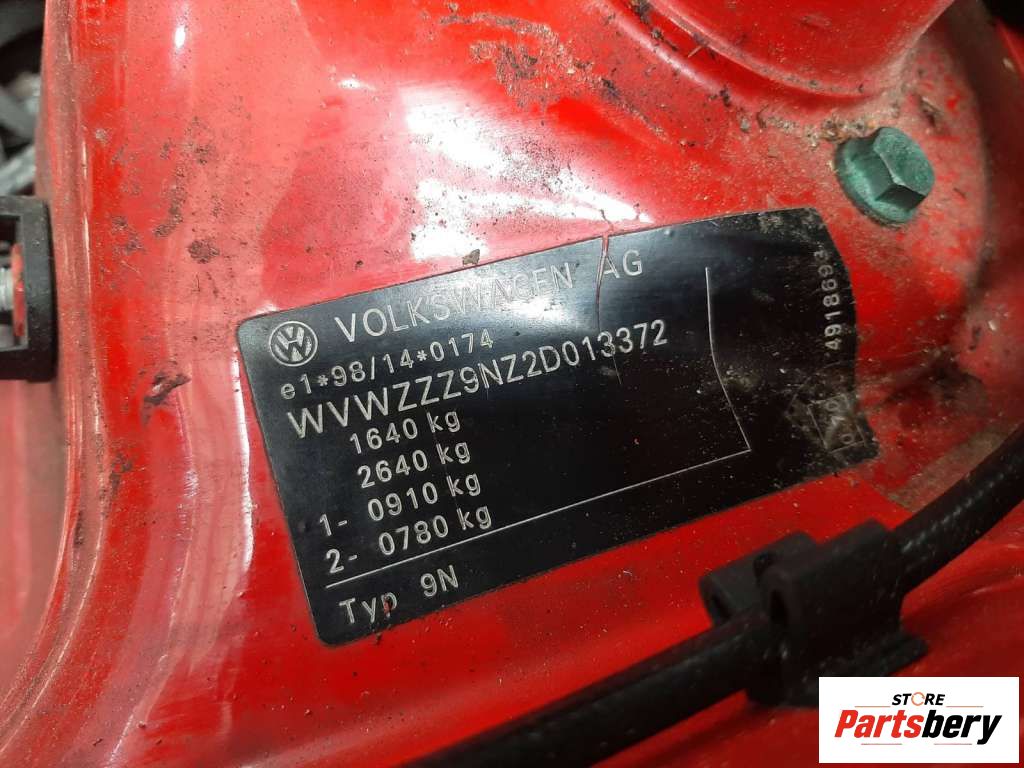 VOLKSWAGEN AG
e1*98/14*0174
WVWZZZ9NZ2D013372
1640 kg
2640 kg
1- 0910 kg
2- 0780 kg
Typ 9N
4918693
STORE
Partsbery